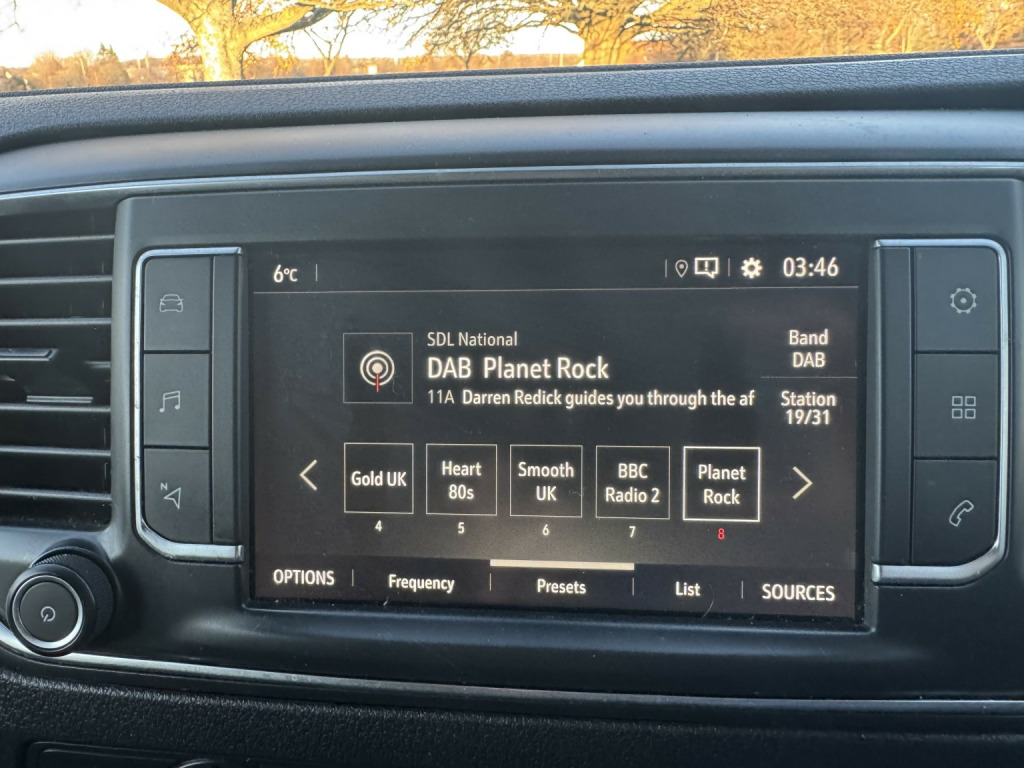 6°C
03:46
SDL National
DAB Planet Rock
11A Darren Redick guides you through the af
Band
DAB
Station
19/31
Gold UK
4
Heart
80s
5
Smooth
UK
6
BBC
Radio 2
7
Planet
Rock
8
OPTIONS
Frequency
Presets
List
SOURCES
N